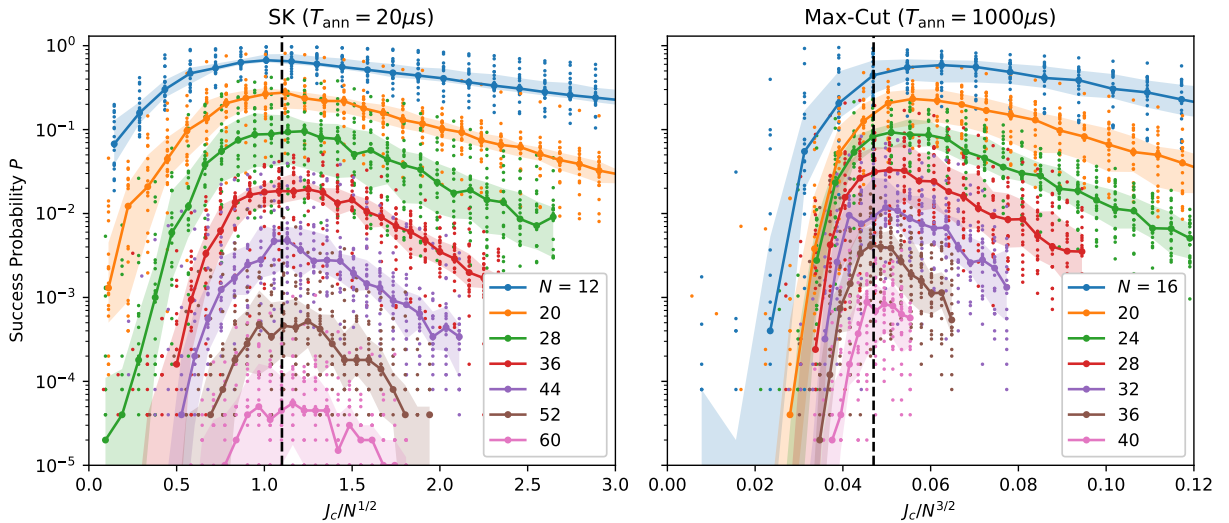 SK (T_ann = 20μs)
Success Probability P
10^0
10^-1
10^-2
10^-3
10^-4
10^-5
0.0 0.5 1.0 1.5 2.0 2.5 3.0
J_c/N^{1/2}
N = 12
20
28
36
44
52
60
Max-Cut (T_ann = 1000μs)
0.00 0.02 0.04 0.06 0.08 0.10 0.12
J_c/N^{3/2}
N = 16
20
24
28
32
36
40